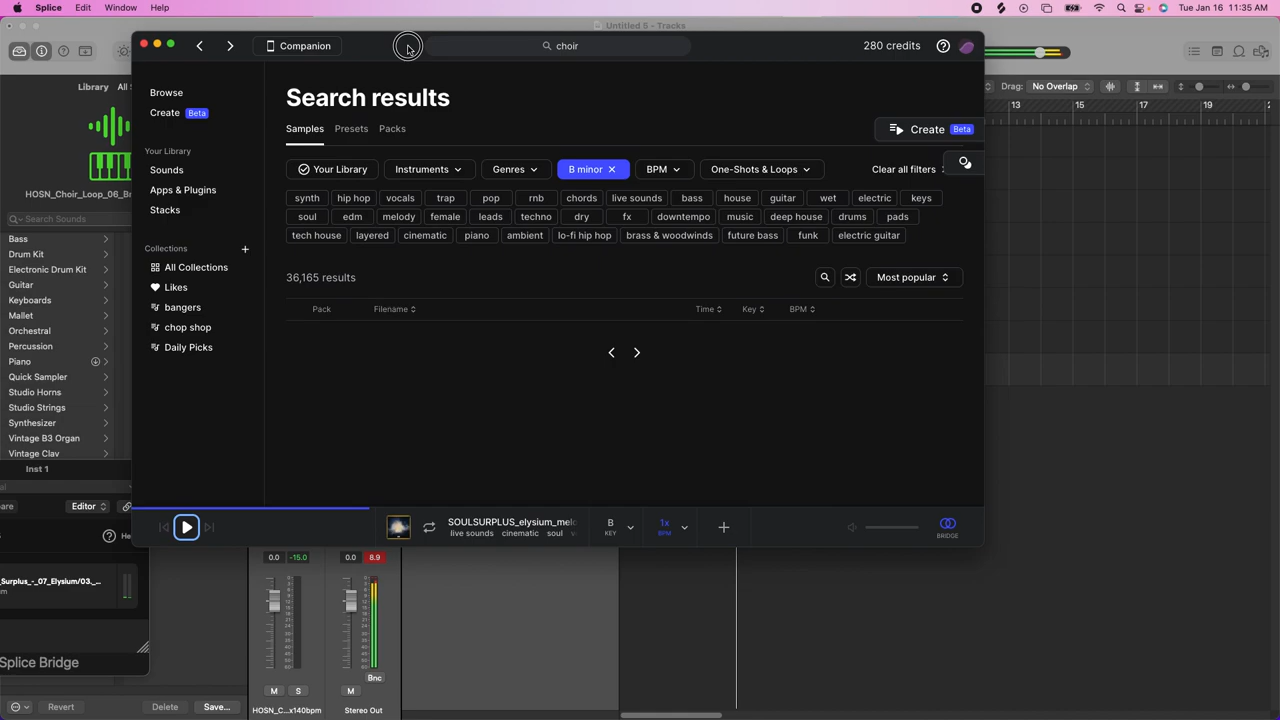 Splice Edit Window Help Tue Jan 16 11:35 AM
Untitled 5 - Tracks
Companion choir 280 credits
Library All
Browse
Create Beta
Your Library
Sounds
Apps & Plugins
Stacks
Collections +
All Collections
Likes
bangers
chop shop
Daily Picks
Search results
Samples Presets Packs
Create Beta
Your Library Instruments Genres B minor BPM One-Shots & Loops Clear all filters
synth hip hop vocals trap pop rnb chords live sounds bass house guitar wet electric keys
soul edm melody female leads techno dry fx downtempo music deep house drums pads
tech house layered cinematic piano ambient lo-fi hip hop brass & woodwinds future bass funk electric guitar
36,165 results Most popular
Pack Filename Time Key BPM
SOULSURPLUS_elysium_melo
live sounds cinematic soul
B
KEY
1x
BPM
BRIDGE
No Overlap
Drag:
13 15 17 19
HOSN_Choir_Loop_06_Br
Search Sounds
Bass
Drum Kit
Electronic Drum Kit
Guitar
Keyboards
Mallet
Orchestral
Percussion
Piano
Quick Sampler
Studio Horns
Studio Strings
Synthesizer
Vintage B3 Organ
Vintage Clav
Inst 1
pare Editor
He
Surplus_-_07_Elysium/03._...
Splice Bridge
0.0 -15.0 0.0 8.9
Bnc
M S M
HOSN_C...x140bpm Stereo Out
Revert Delete Save...